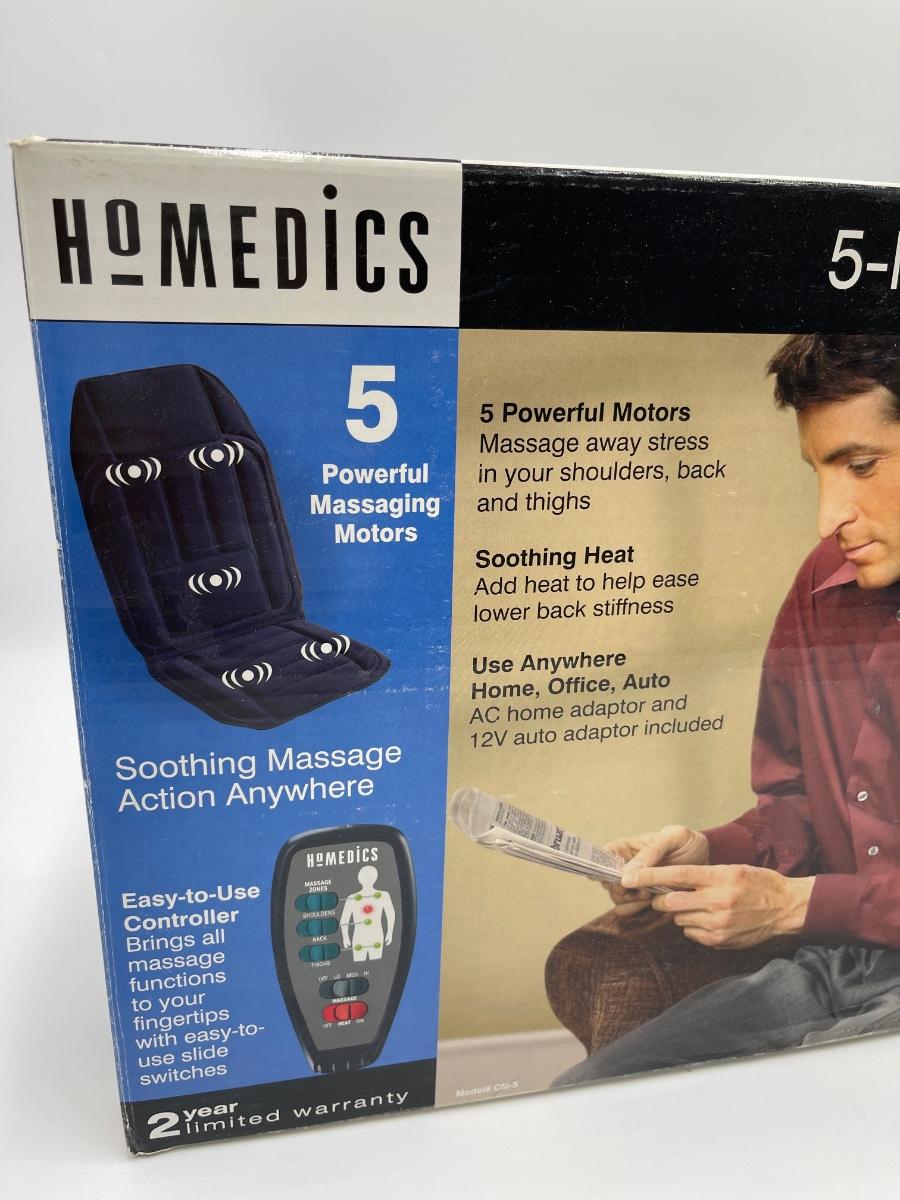 HoMEDiCS
5-
5
Powerful
Massaging
Motors
5 Powerful Motors
Massage away stress
in your shoulders, back
and thighs
Soothing Heat
Add heat to help ease
lower back stiffness
Use Anywhere
Home, Office, Auto
AC home adaptor and
12V auto adaptor included
Soothing Massage
Action Anywhere
Easy-to-Use
Controller
Brings all
massage
functions
to your
fingertips
with easy-to-
use slide
switches
HoMEDiCS
MASSAGE
ZONES
SHOULDERS
BACK
THIGHS
OFF LO MED HI
MASSAGE
OFF HEAT ON
2 year
limited warranty
Model# CM-5